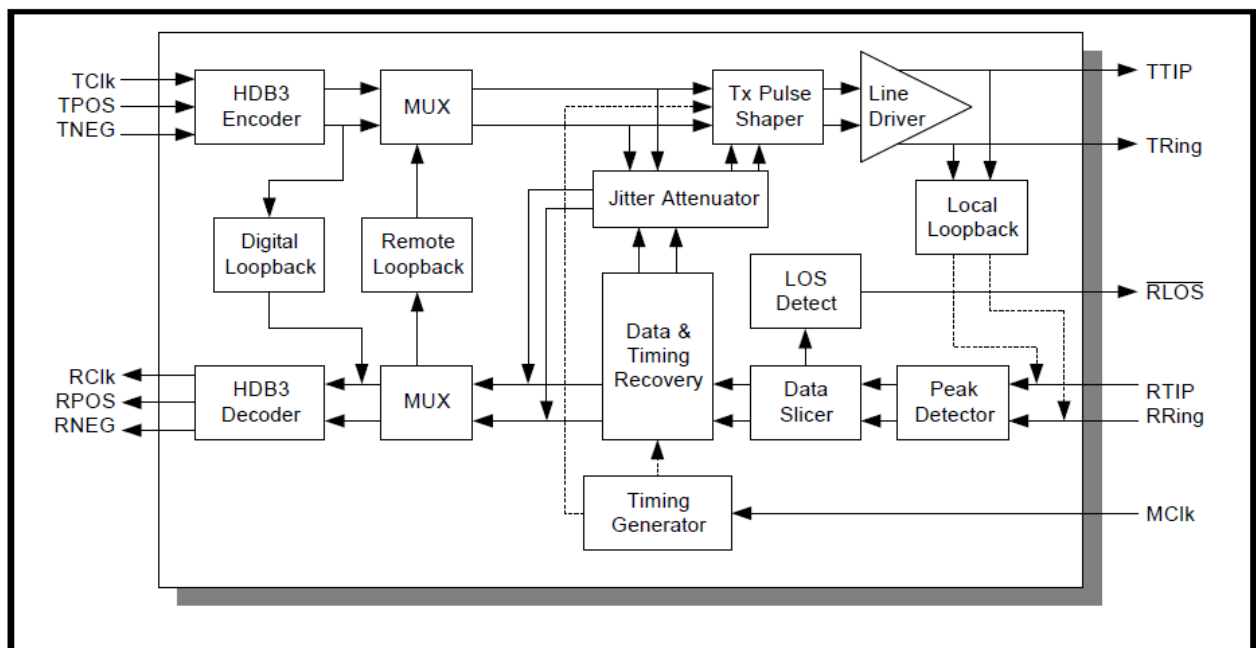 TClk
TPOS
TNEG
HDB3
Encoder
MUX
Tx Pulse
Shaper
Line
Driver
TTIP
TRing
Jitter Attenuator
Local
Loopback
Digital
Loopback
Remote
Loopback
LOS
Detect
RLOS
Data &
Timing
Recovery
RClk
RPOS
RNEG
HDB3
Decoder
MUX
Data
Slicer
Peak
Detector
RTIP
RRing
Timing
Generator
MClk